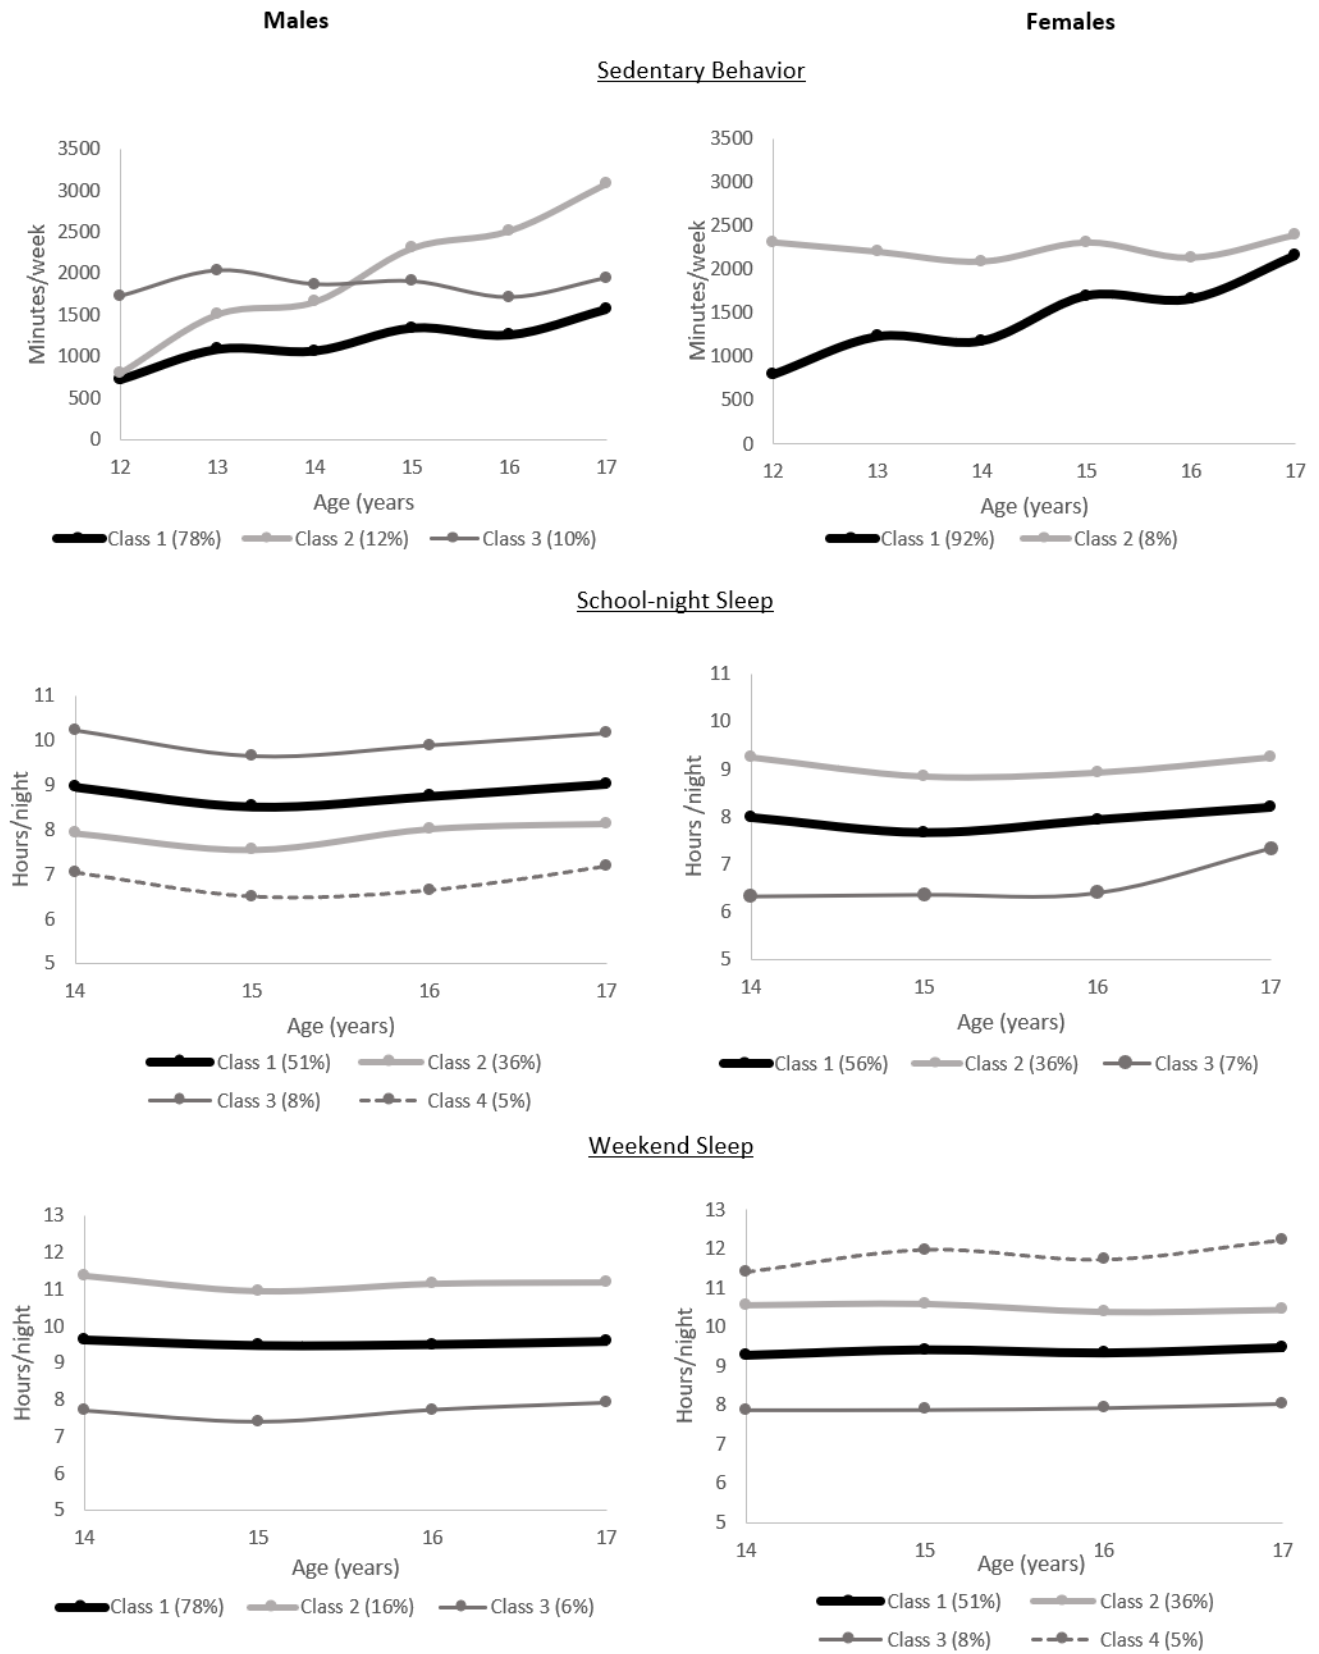 Males
Females
Sedentary Behavior
3500
3000
2500
2000
1500
1000
500
0
Minutes/week
12 13 14 15 16 17
Age (years
Class 1 (78%) Class 2 (12%) Class 3 (10%)
3500
3000
2500
2000
1500
1000
500
0
Minutes/week
12 13 14 15 16 17
Age (years)
Class 1 (92%) Class 2 (8%)
School-night Sleep
11
10
9
8
7
6
5
Hours/night
14 15 16 17
Age (years)
Class 1 (51%) Class 2 (36%)
Class 3 (8%) Class 4 (5%)
11
10
9
8
7
6
5
Hours /night
14 15 16 17
Age (years)
Class 1 (56%) Class 2 (36%) Class 3 (7%)
Weekend Sleep
13
12
11
10
9
8
7
6
5
Hours/night
14 15 16 17
Age (years)
Class 1 (78%) Class 2 (16%) Class 3 (6%)
13
12
11
10
9
8
7
6
5
Hours/night
14 15 16 17
Age (years)
Class 1 (51%) Class 2 (36%)
Class 3 (8%) Class 4 (5%)